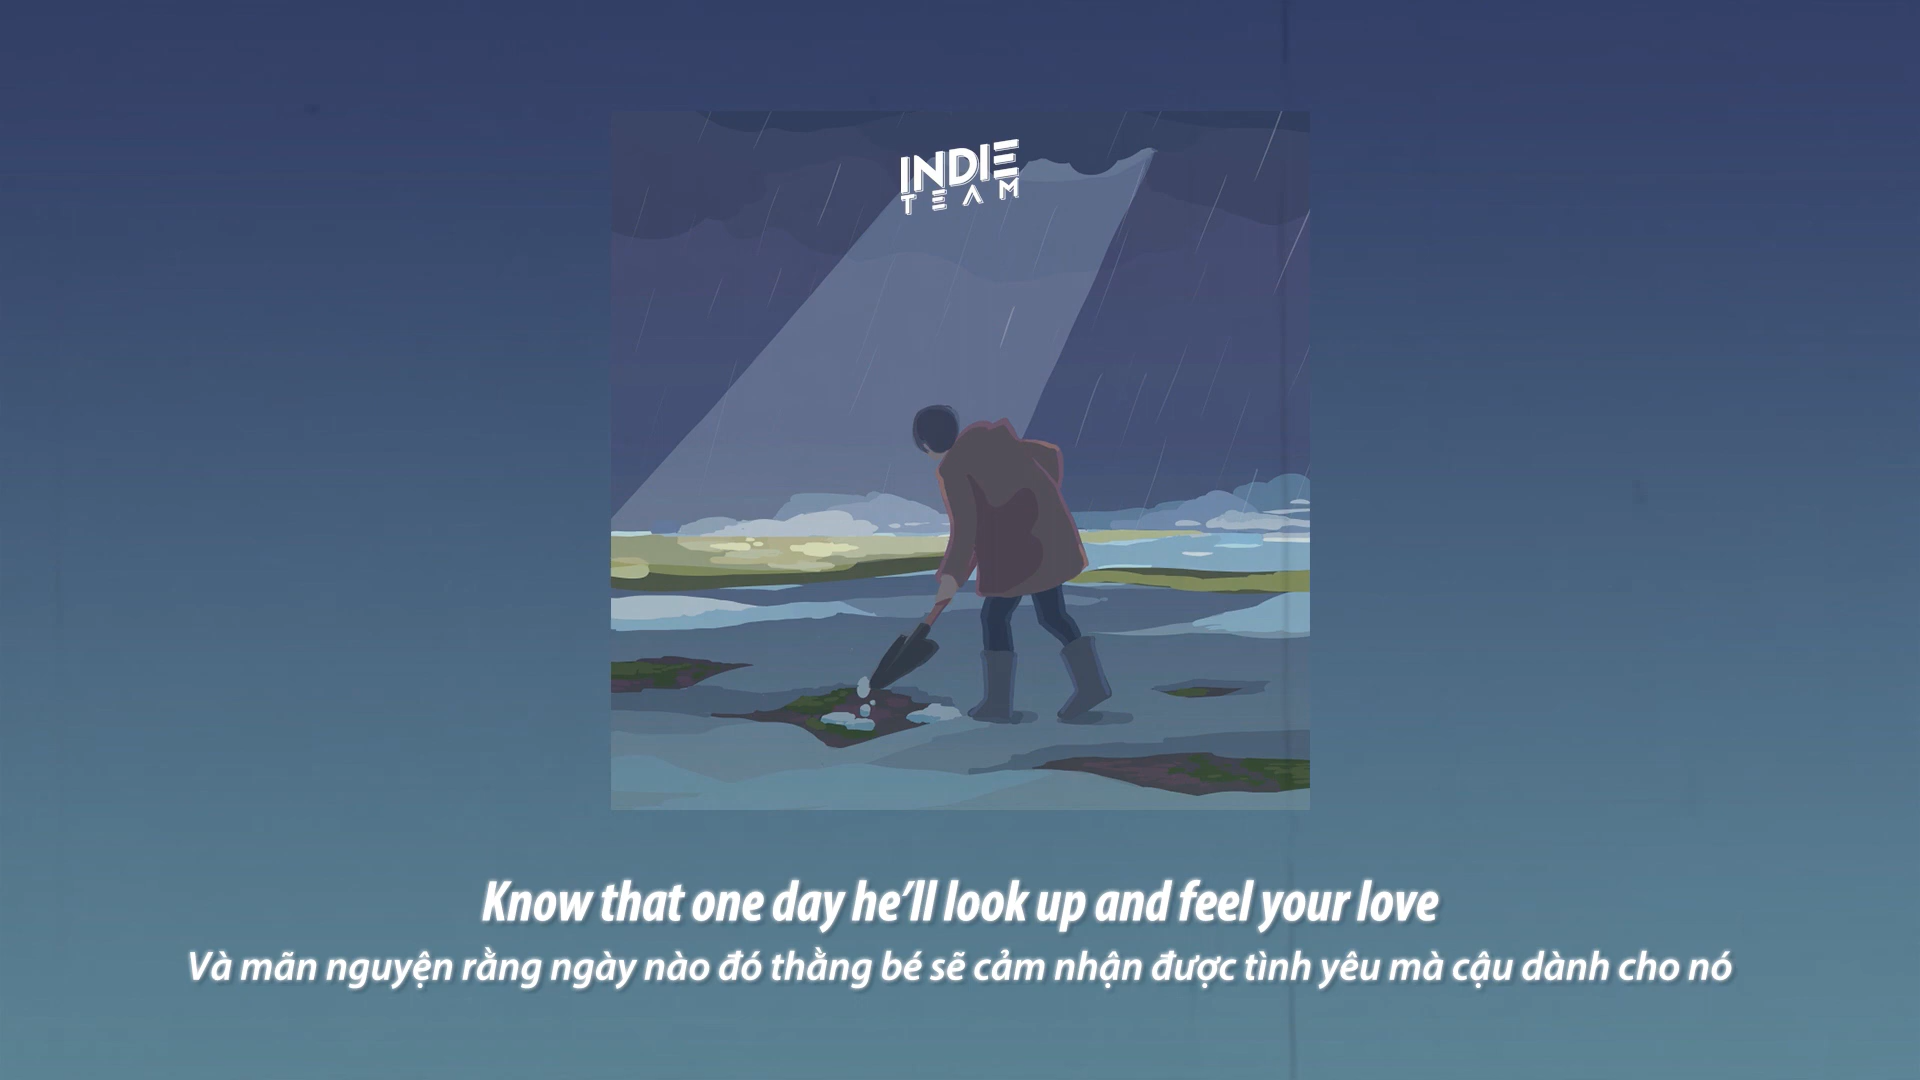 INDIE
TEAM
Know that one day he’ll look up and feel your love
Và mãn nguyện rằng ngày nào đó thằng bé sẽ cảm nhận được tình yêu mà cậu dành cho nó